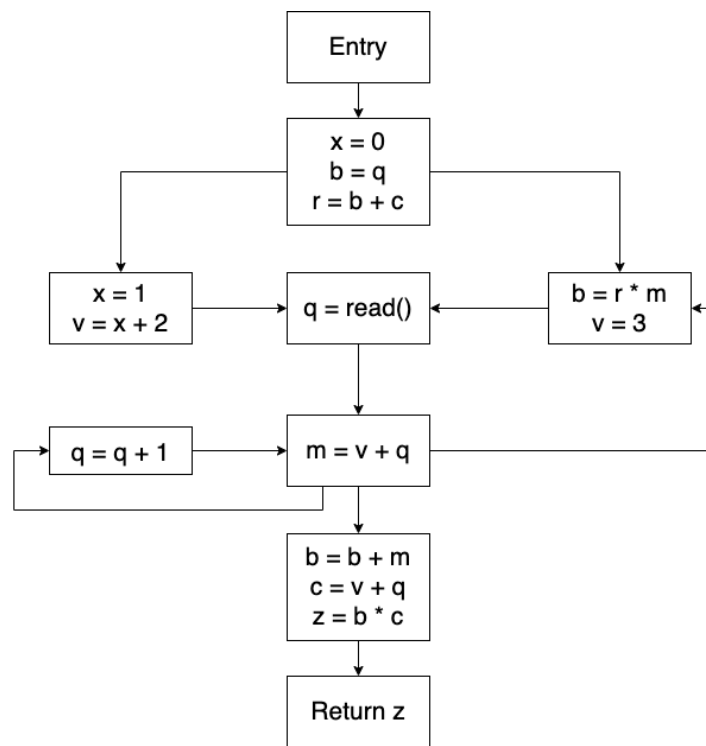 Entry
x = 0
b = q
r = b + c
x = 1
v = x + 2
q = read()
b = r * m
v = 3
q = q + 1
m = v + q
b = b + m
c = v + q
z = b * c
Return z